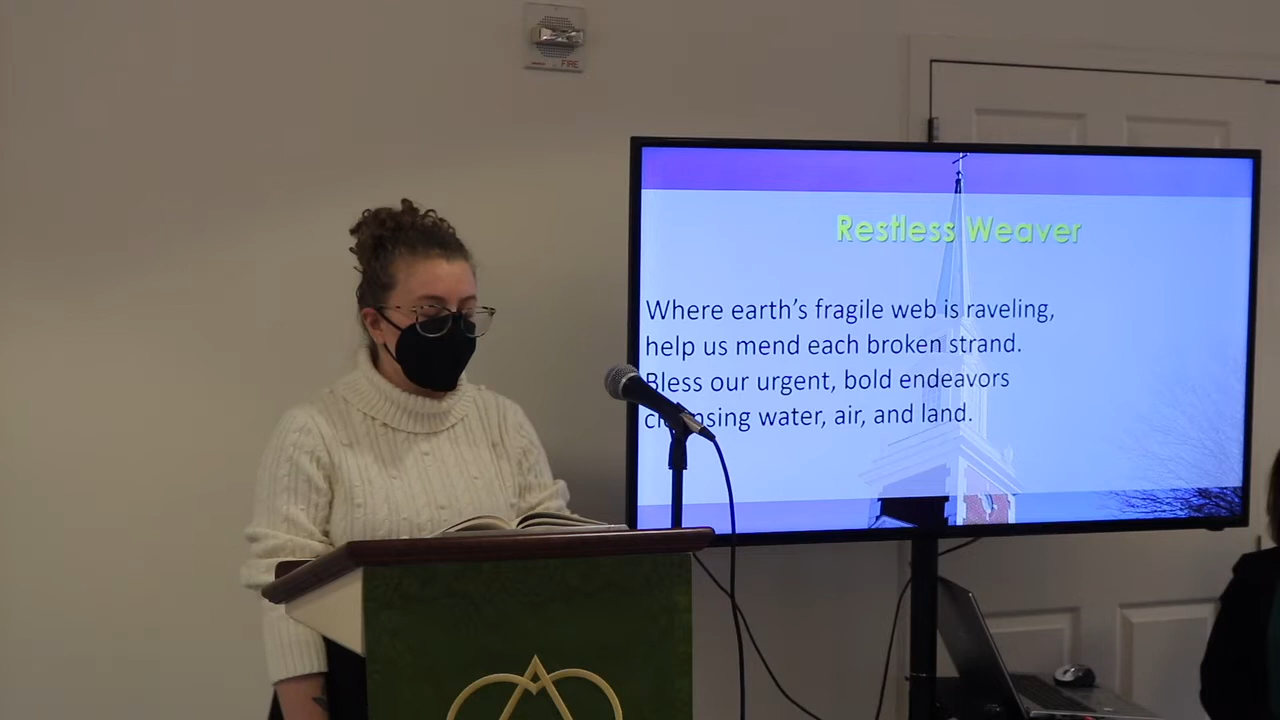 FIRE
Restless Weaver
Where earth's fragile web is raveling,
help us mend each broken strand.
Bless our urgent, bold endeavors
cleansing water, air, and land.